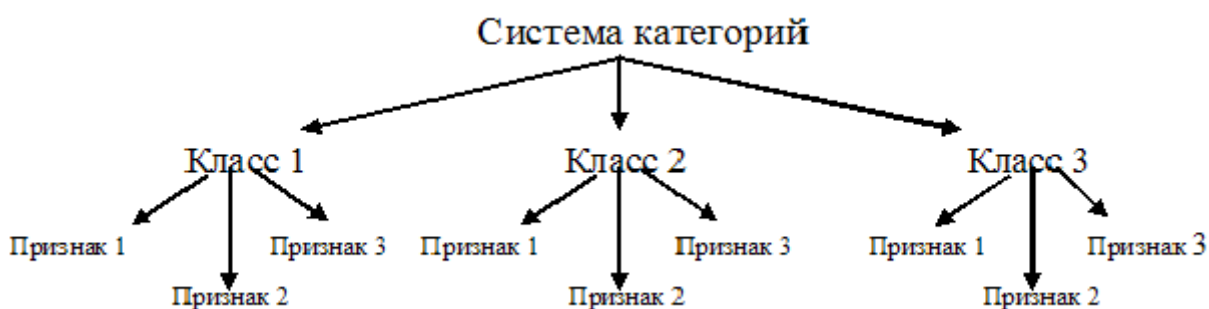 Система категорий
Класс 1 Класс 2 Класс 3
Признак 1 Признак 3 Признак 1 Признак 3 Признак 1 Признак 3
Признак 2 Признак 2 Признак 2